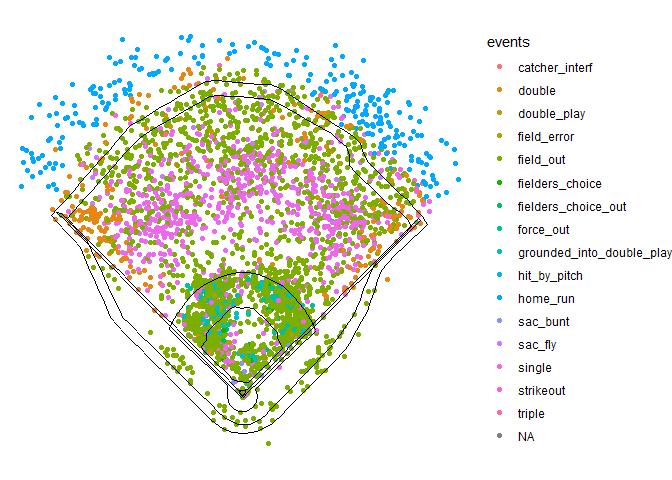 events
catcher_interf
double
double_play
field_error
field_out
fielders_choice
fielders_choice_out
force_out
grounded_into_double_play
hit_by_pitch
home_run
sac_bunt
sac_fly
single
strikeout
triple
NA